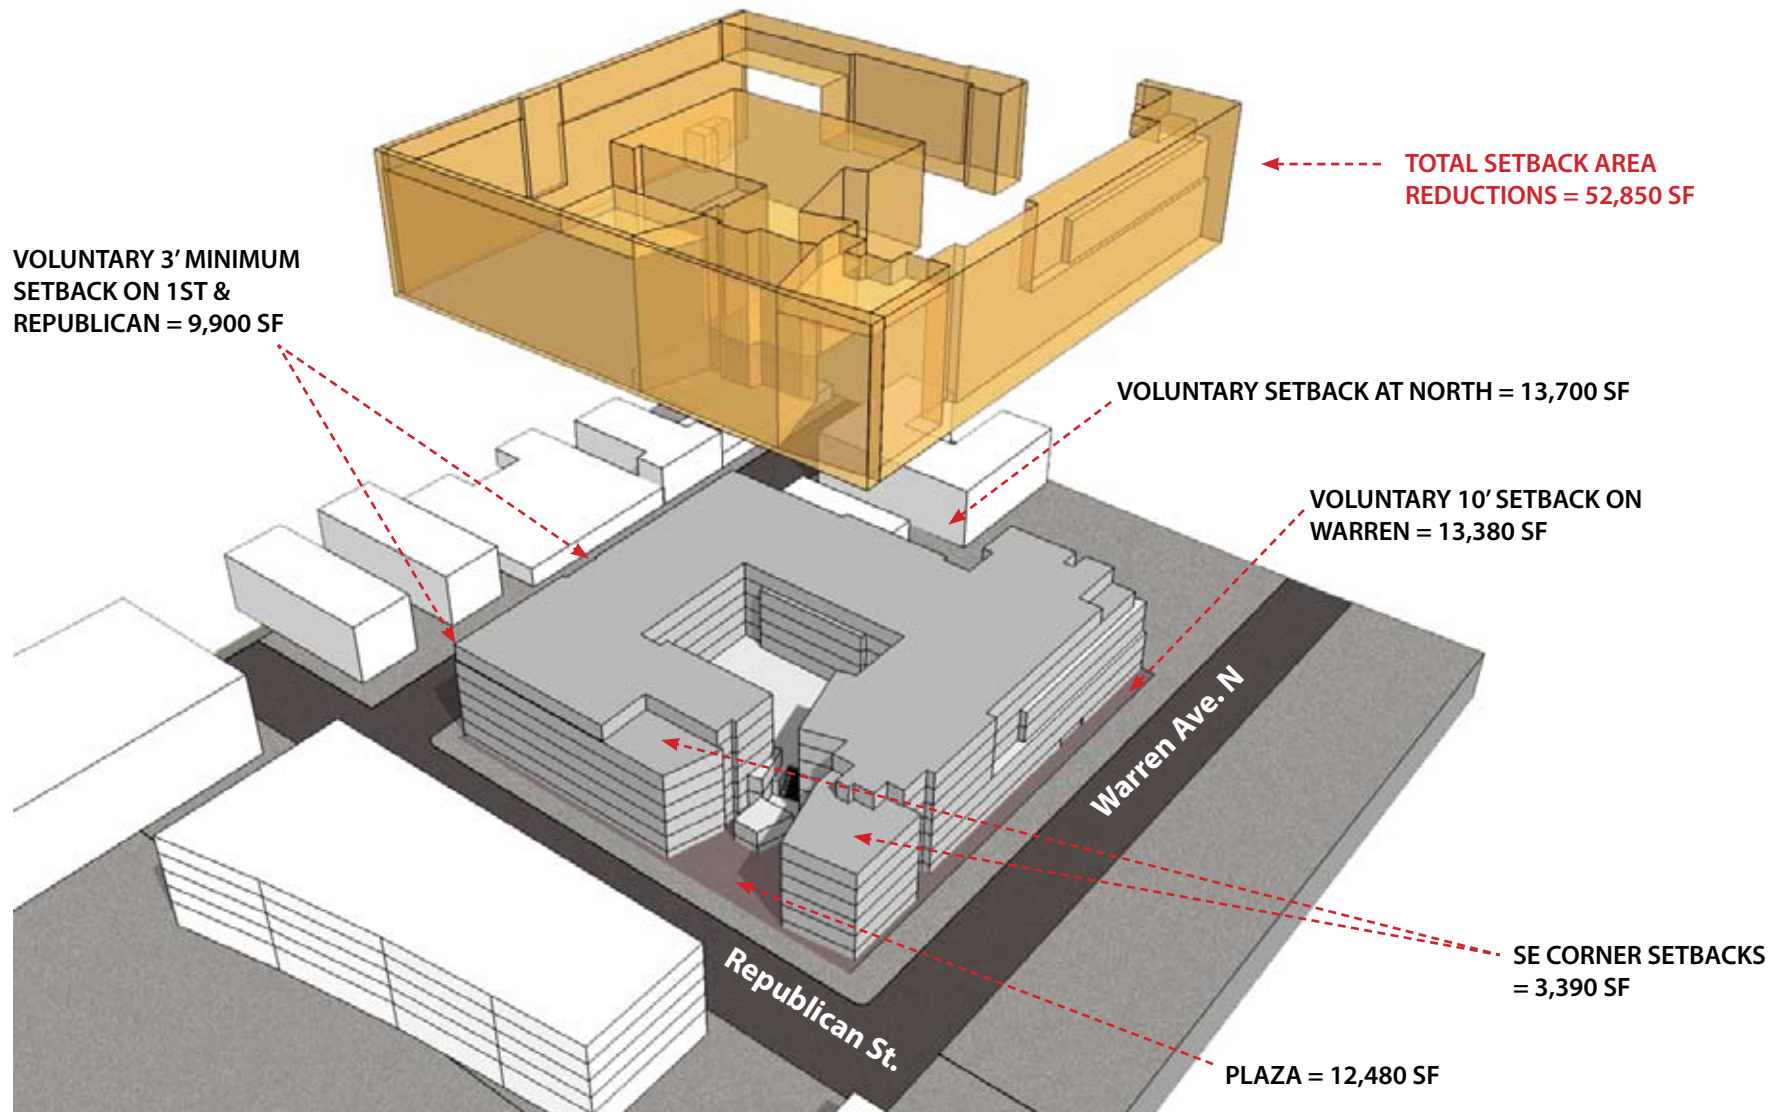 TOTAL SETBACK AREA
REDUCTIONS = 52,850 SF
VOLUNTARY 3’ MINIMUM
SETBACK ON 1ST &
REPUBLICAN = 9,900 SF
VOLUNTARY SETBACK AT NORTH = 13,700 SF
VOLUNTARY 10’ SETBACK ON
WARREN = 13,380 SF
Warren Ave. N
Republican St.
SE CORNER SETBACKS
= 3,390 SF
PLAZA = 12,480 SF